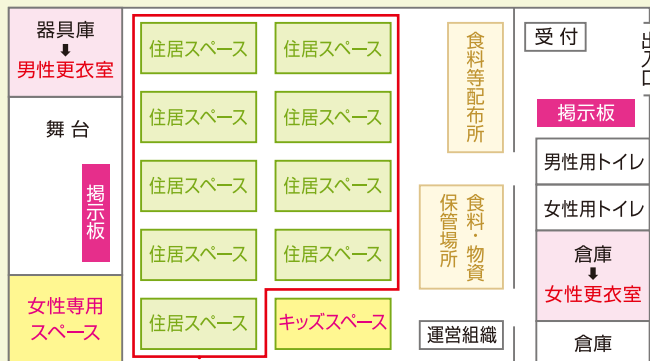 器具庫
男性更衣室
舞台
掲示板
女性専用
スペース
住居スペース
住居スペース
住居スペース
住居スペース
住居スペース
住居スペース
住居スペース
住居スペース
住居スペース
キッズスペース
食料等配布所
食料・物資
保管場所
運営組織
受付
出入口
掲示板
男性用トイレ
女性用トイレ
倉庫
女性更衣室
倉庫